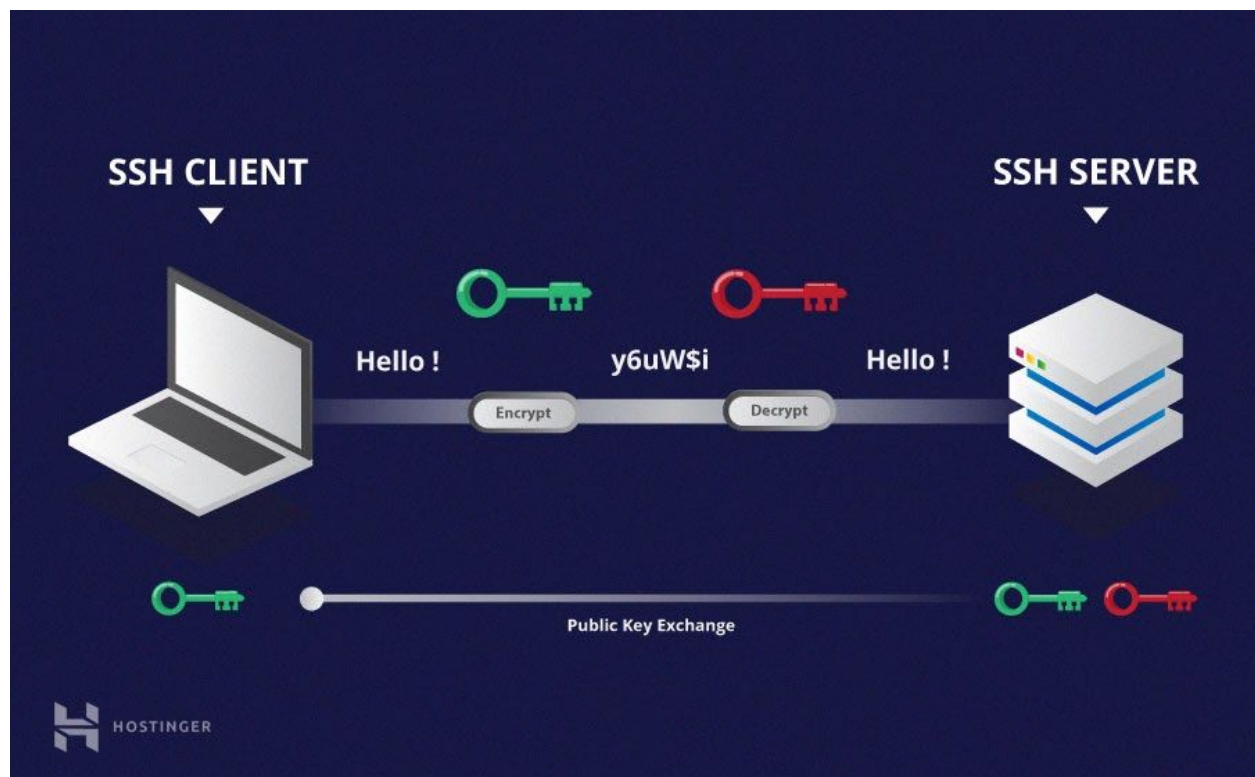 SSH CLIENT
SSH SERVER
Hello !
y6uW$i
Hello !
Encrypt
Decrypt
Public Key Exchange
HOSTINGER